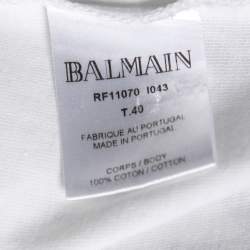 BALMAIN
RF11070 I043
T.40
FABRIQUE AU PORTUGAL
MADE IN PORTUGAL
CORPS / BODY
100% COTON / COTTON